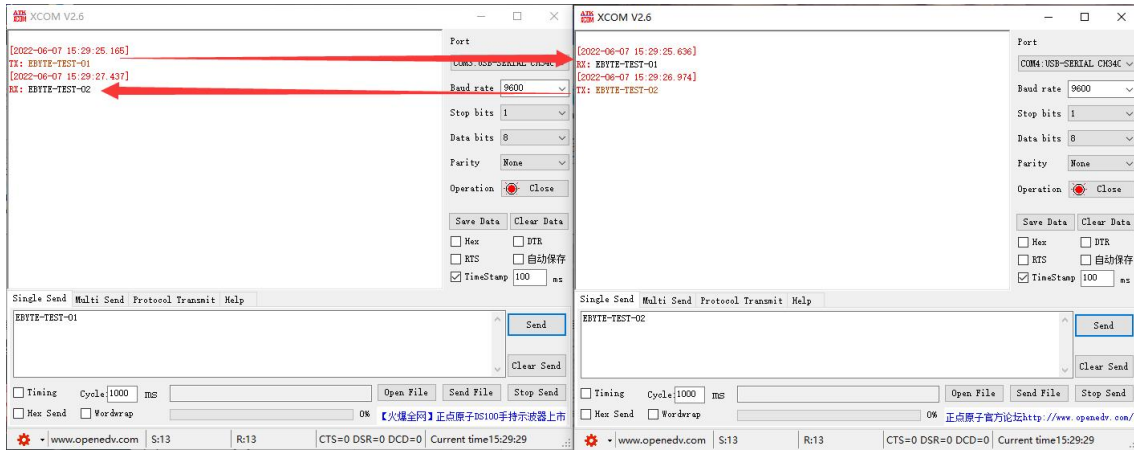 XCOM V2.6
[2022-06-07 15:29:25.165]
TX: EBYTE-TEST-01
[2022-06-07 15:29:27.437]
RX: EBYTE-TEST-02
Port
COM3:USB-SERIAL CH34C
Baud rate 9600
Stop bits 1
Data bits 8
Parity None
Operation Close
Save Data Clear Data
Hex DTR
RTS 自动保存
TimeStamp 100 ms
Single Send Multi Send Protocol Transmit Help
EBYTE-TEST-01
Send
Clear Send
Timing Cycle: 1000 ms Open File Send File Stop Send
Hex Send Wordwrap 0% 【火爆全网】正点原子DS100手持示波器上市
www.openedv.com S:13 R:13 CTS=0 DSR=0 DCD=0 Current time15:29:29
XCOM V2.6
[2022-06-07 15:29:25.636]
RX: EBYTE-TEST-01
[2022-06-07 15:29:26.974]
TX: EBYTE-TEST-02
Port
COM4:USB-SERIAL CH34C
Baud rate 9600
Stop bits 1
Data bits 8
Parity None
Operation Close
Save Data Clear Data
Hex DTR
RTS 自动保存
TimeStamp 100 ms
Single Send Multi Send Protocol Transmit Help
EBYTE-TEST-02
Send
Clear Send
Timing Cycle: 1000 ms Open File Send File Stop Send
Hex Send Wordwrap 0% 正点原子官方论坛http://www.openedv.com/
www.openedv.com S:13 R:13 CTS=0 DSR=0 DCD=0 Current time15:29:29